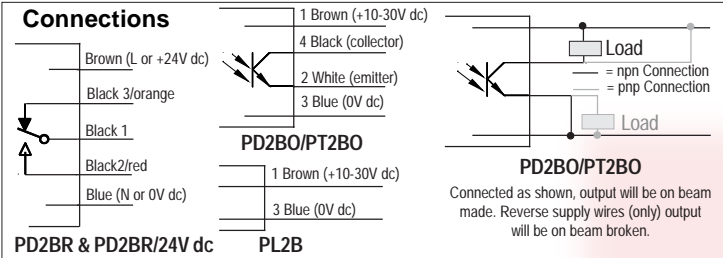 Connections
Brown (L or +24V dc)
Black 3/orange
Black 1
Black2/red
Blue (N or 0V dc)
PD2BR & PD2BR/24V dc
1 Brown (+10-30V dc)
4 Black (collector)
2 White (emitter)
3 Blue (0V dc)
PD2BO/PT2BO
1 Brown (+10-30V dc)
3 Blue (0V dc)
PL2B
Load
= npn Connection
= pnp Connection
Load
PD2BO/PT2BO
Connected as shown, output will be on beam
made. Reverse supply wires (only) output
will be on beam broken.